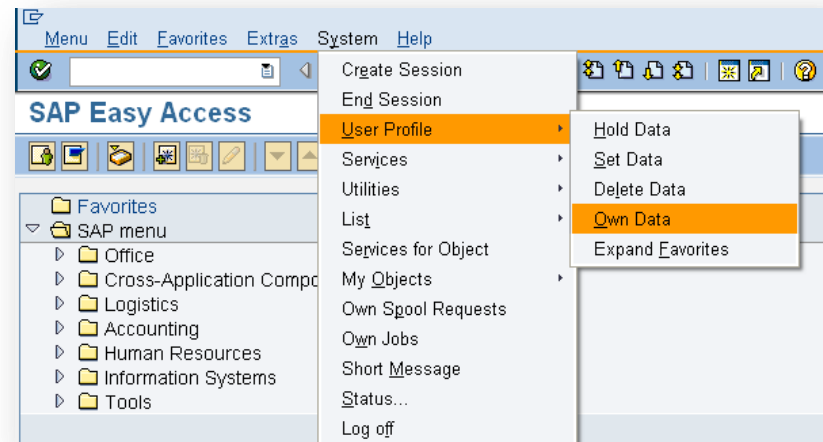 Menu Edit Favorites Extras System Help
SAP Easy Access
Favorites
SAP menu
Office
Cross-Application Compo
Logistics
Accounting
Human Resources
Information Systems
Tools
Create Session
End Session
User Profile
Services
Utilities
List
Services for Object
My Objects
Own Spool Requests
Own Jobs
Short Message
Status...
Log off
Hold Data
Set Data
Delete Data
Own Data
Expand Favorites